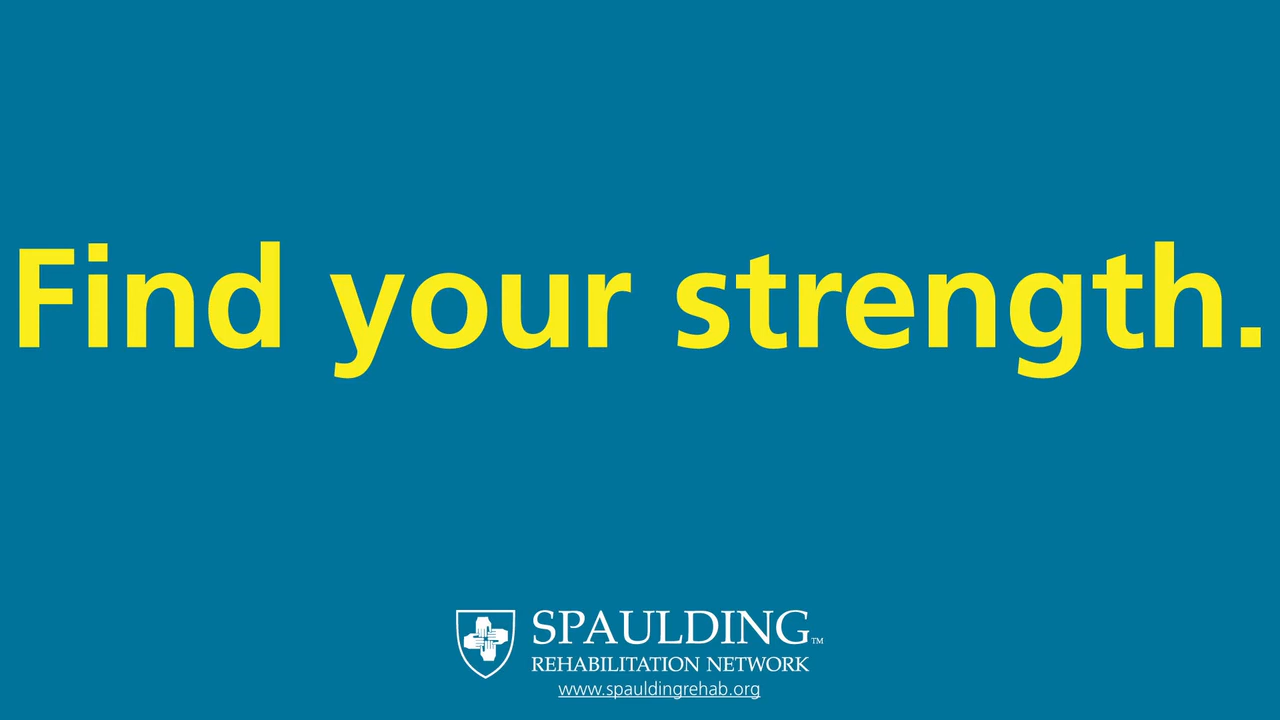 Find your strength.
SPAULDING™
REHABILITATION NETWORK
www.spauldingrehab.org